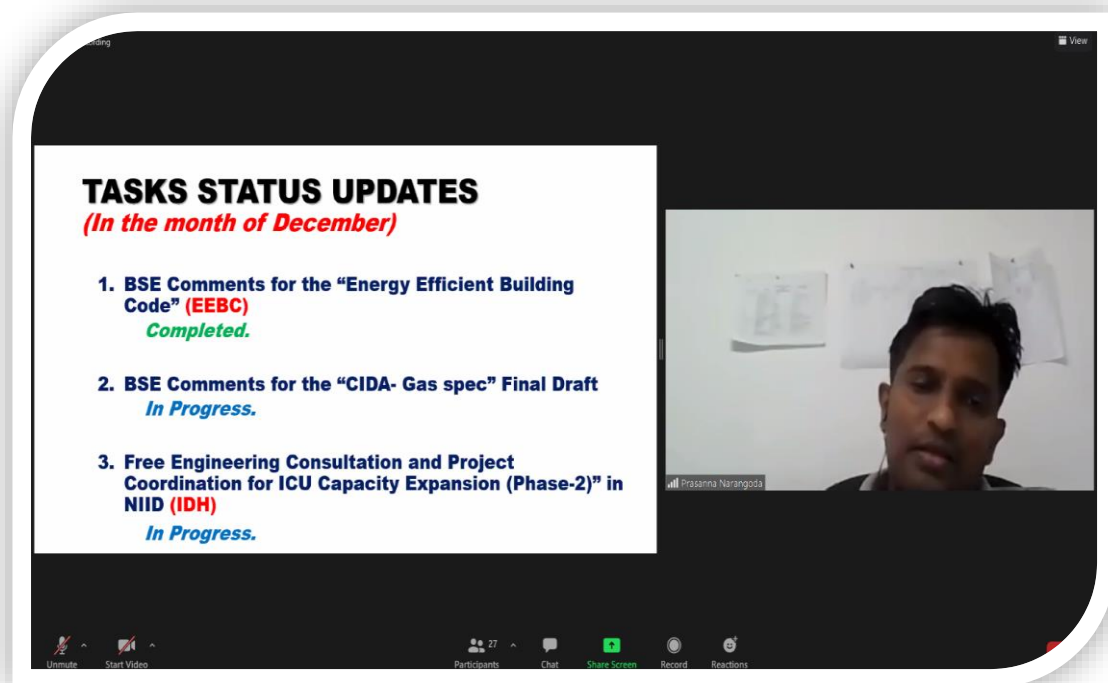 View
TASKS STATUS UPDATES
(In the month of December)
1. BSE Comments for the “Energy Efficient Building
Code” (EEBC)
Completed.
2. BSE Comments for the “CIDA- Gas spec” Final Draft
In Progress.
3. Free Engineering Consultation and Project
Coordination for ICU Capacity Expansion (Phase-2)” in
NIID (IDH)
In Progress.
Prasanna Narangoda
Unmute
Start Video
27
Participants
Chat
Share Screen
Record
Reactions